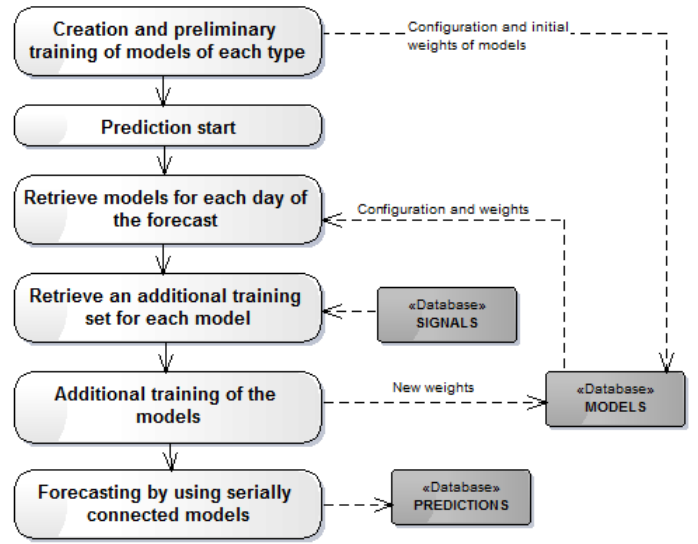 Creation and preliminary
training of models of each type
Configuration and initial
weights of models
Prediction start
Retrieve models for each day of
the forecast
Configuration and weights
Retrieve an additional training
set for each model
«Database»
SIGNALS
Additional training of the
models
New weights
«Database»
MODELS
Forecasting by using serially
connected models
«Database»
PREDICTIONS